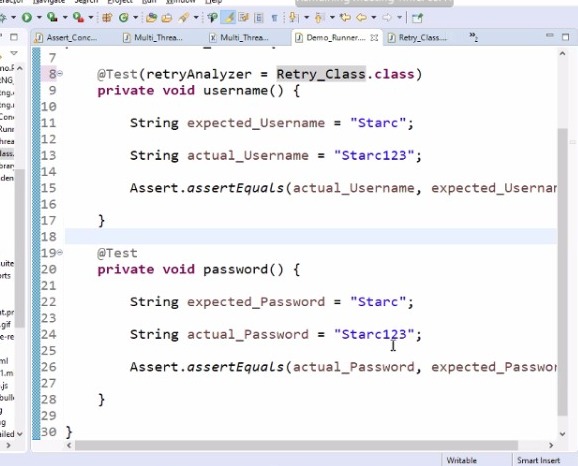 Assert_Conc...
Multi_Threa...
Multi_Threa...
Demo_Runner....
Retry_Class....
7
8 @Test(retryAnalyzer = Retry_Class.class)
9 private void username() {
10
11 String expected_Username = "Starc";
12
13 String actual_Username = "Starc123";
14
15 Assert.assertEquals(actual_Username, expected_Usernam
16
17 }
18
19 @Test
20 private void password() {
21
22 String expected_Password = "Starc";
23
24 String actual_Password = "Starc123";
25
26 Assert.assertEquals(actual_Password, expected_Passwor
27
28 }
29
30 }
Writable
Smart Insert